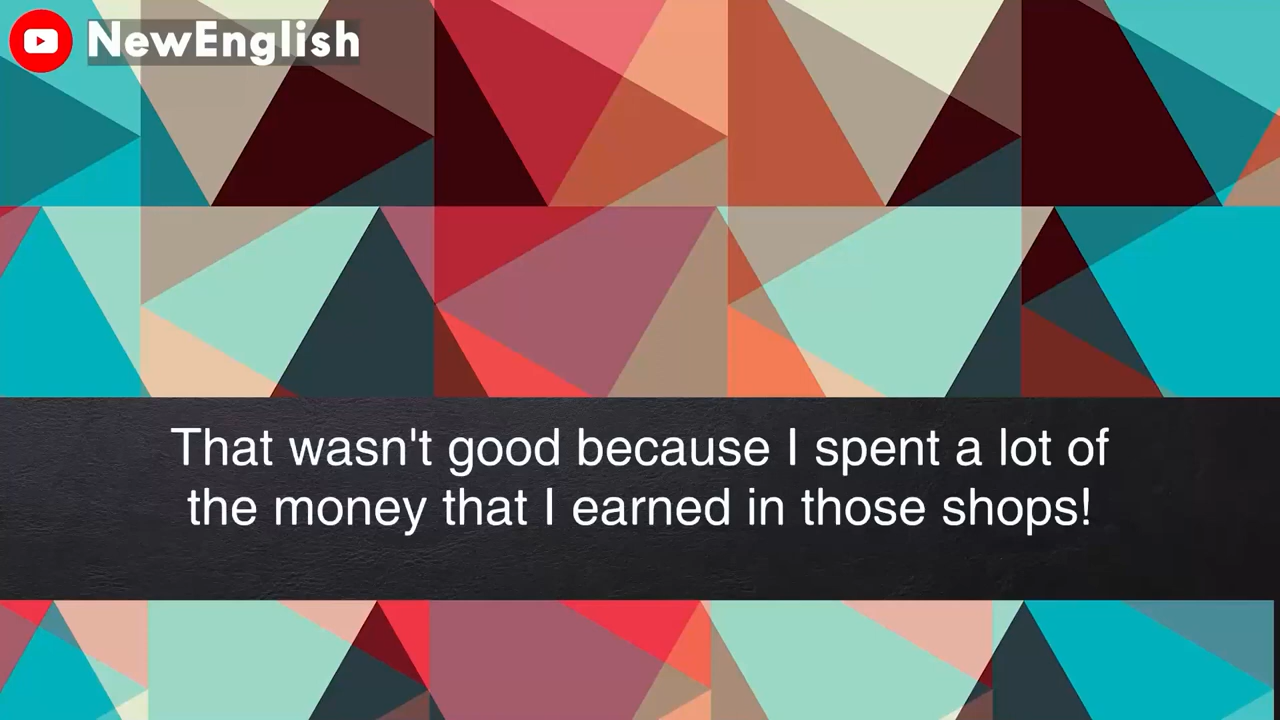 NewEnglish
That wasn't good because I spent a lot of
the money that I earned in those shops!